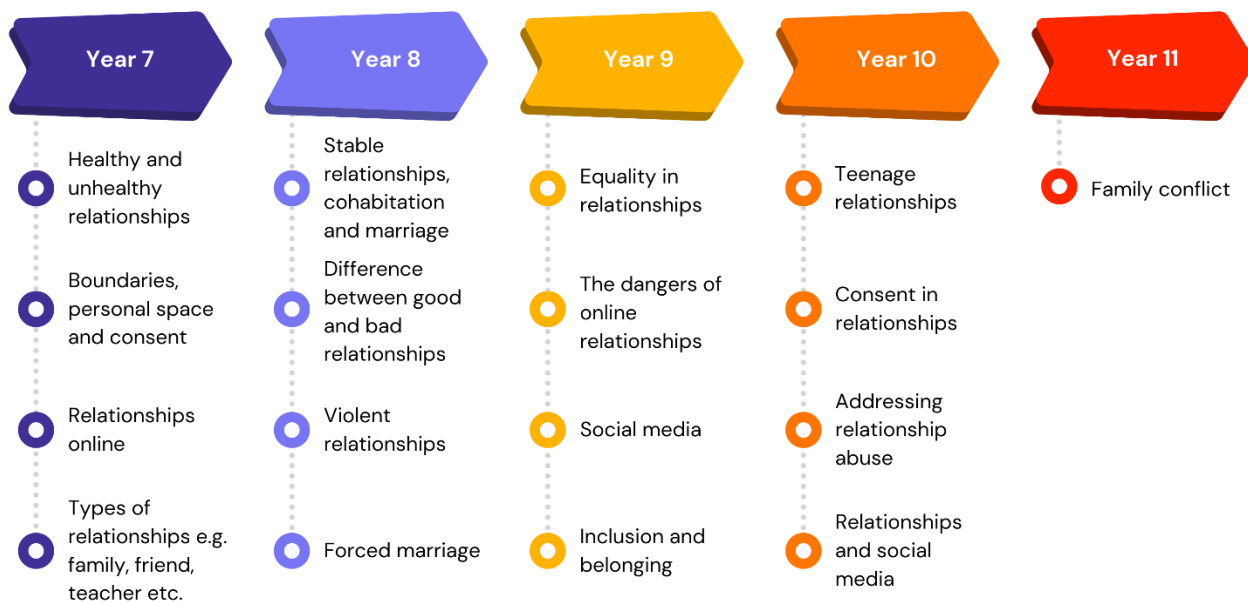 Year 7
Healthy and
unhealthy
relationships
Boundaries,
personal space
and consent
Relationships
online
Types of
relationships e.g.
family, friend,
teacher etc.
Year 8
Stable
relationships,
cohabitation
and marriage
Difference
between good
and bad
relationships
Violent
relationships
Forced marriage
Year 9
Equality in
relationships
The dangers of
online
relationships
Social media
Inclusion and
belonging
Year 10
Teenage
relationships
Consent in
relationships
Addressing
relationship
abuse
Relationships
and social
media
Year 11
Family conflict